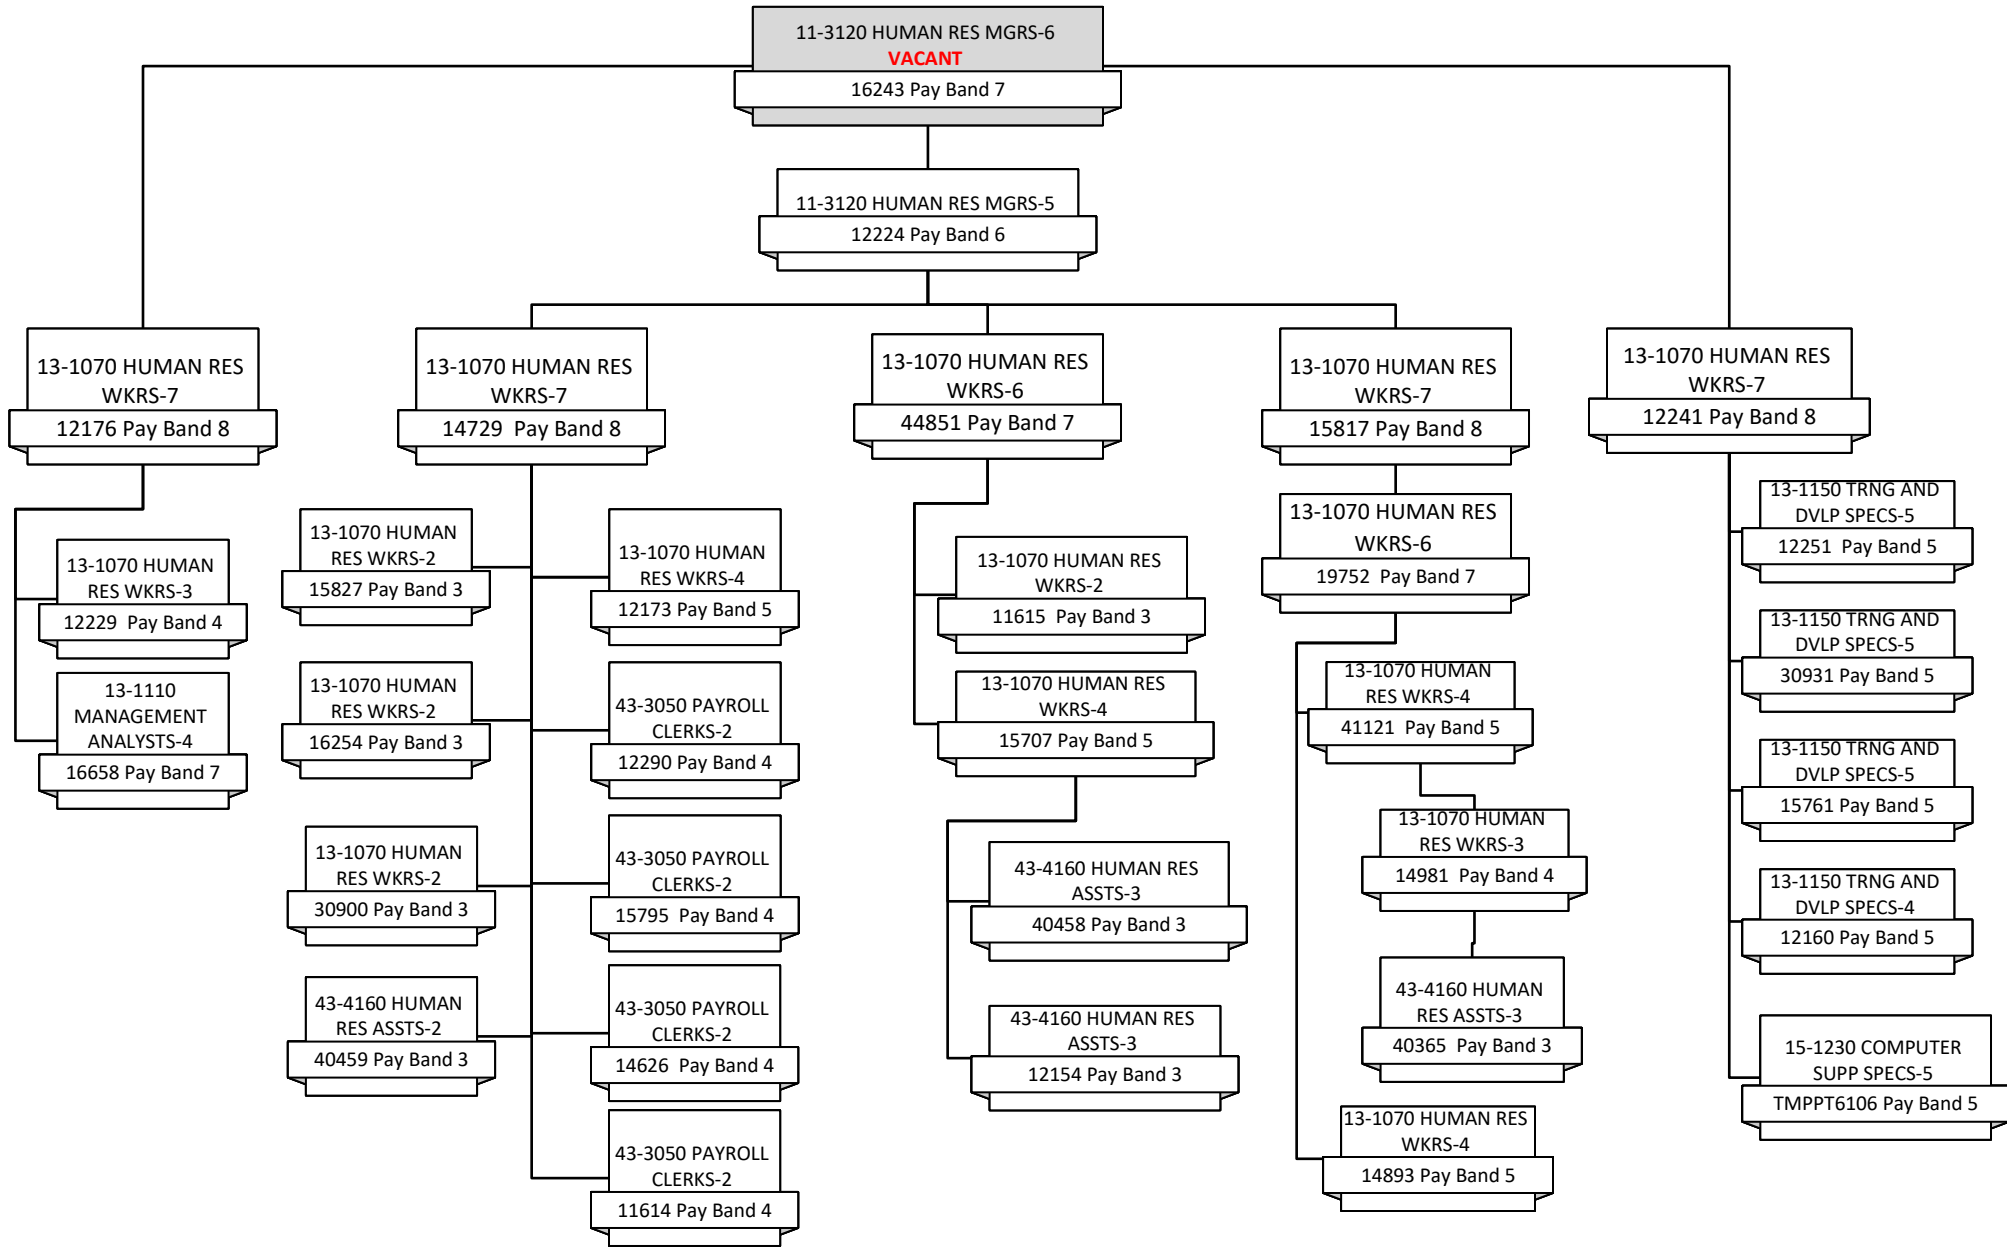 11-3120 HUMAN RES MGRS-6
VACANT
16243 Pay Band 7
11-3120 HUMAN RES MGRS-5
12224 Pay Band 6
13-1070 HUMAN RES
WKRS-7
12176 Pay Band 8
13-1070 HUMAN RES
WKRS-3
12229 Pay Band 4
13-1110
MANAGEMENT
ANALYSTS-4
16658 Pay Band 7
13-1070 HUMAN RES
WKRS-7
14729 Pay Band 8
13-1070 HUMAN
RES WKRS-2
15827 Pay Band 3
13-1070 HUMAN
RES WKRS-2
16254 Pay Band 3
13-1070 HUMAN
RES WKRS-2
30900 Pay Band 3
43-4160 HUMAN
RES ASSTS-2
40459 Pay Band 3
13-1070 HUMAN
RES WKRS-4
12173 Pay Band 5
43-3050 PAYROLL
CLERKS-2
12290 Pay Band 4
43-3050 PAYROLL
CLERKS-2
15795 Pay Band 4
43-3050 PAYROLL
CLERKS-2
14626 Pay Band 4
43-3050 PAYROLL
CLERKS-2
11614 Pay Band 4
13-1070 HUMAN RES
WKRS-6
44851 Pay Band 7
13-1070 HUMAN RES
WKRS-2
11615 Pay Band 3
13-1070 HUMAN RES
WKRS-4
15707 Pay Band 5
43-4160 HUMAN RES
ASSTS-3
40458 Pay Band 3
43-4160 HUMAN RES
ASSTS-3
12154 Pay Band 3
13-1070 HUMAN RES
WKRS-7
15817 Pay Band 8
13-1070 HUMAN RES
WKRS-6
19752 Pay Band 7
13-1070 HUMAN
RES WKRS-4
41121 Pay Band 5
13-1070 HUMAN
RES WKRS-3
14981 Pay Band 4
43-4160 HUMAN
RES ASSTS-3
40365 Pay Band 3
13-1070 HUMAN RES
WKRS-4
14893 Pay Band 5
13-1070 HUMAN RES
WKRS-7
12241 Pay Band 8
13-1150 TRNG AND
DVLP SPECS-5
12251 Pay Band 5
13-1150 TRNG AND
DVLP SPECS-5
30931 Pay Band 5
13-1150 TRNG AND
DVLP SPECS-5
15761 Pay Band 5
13-1150 TRNG AND
DVLP SPECS-4
12160 Pay Band 5
15-1230 COMPUTER
SUPP SPECS-5
TMPPT6106 Pay Band 5